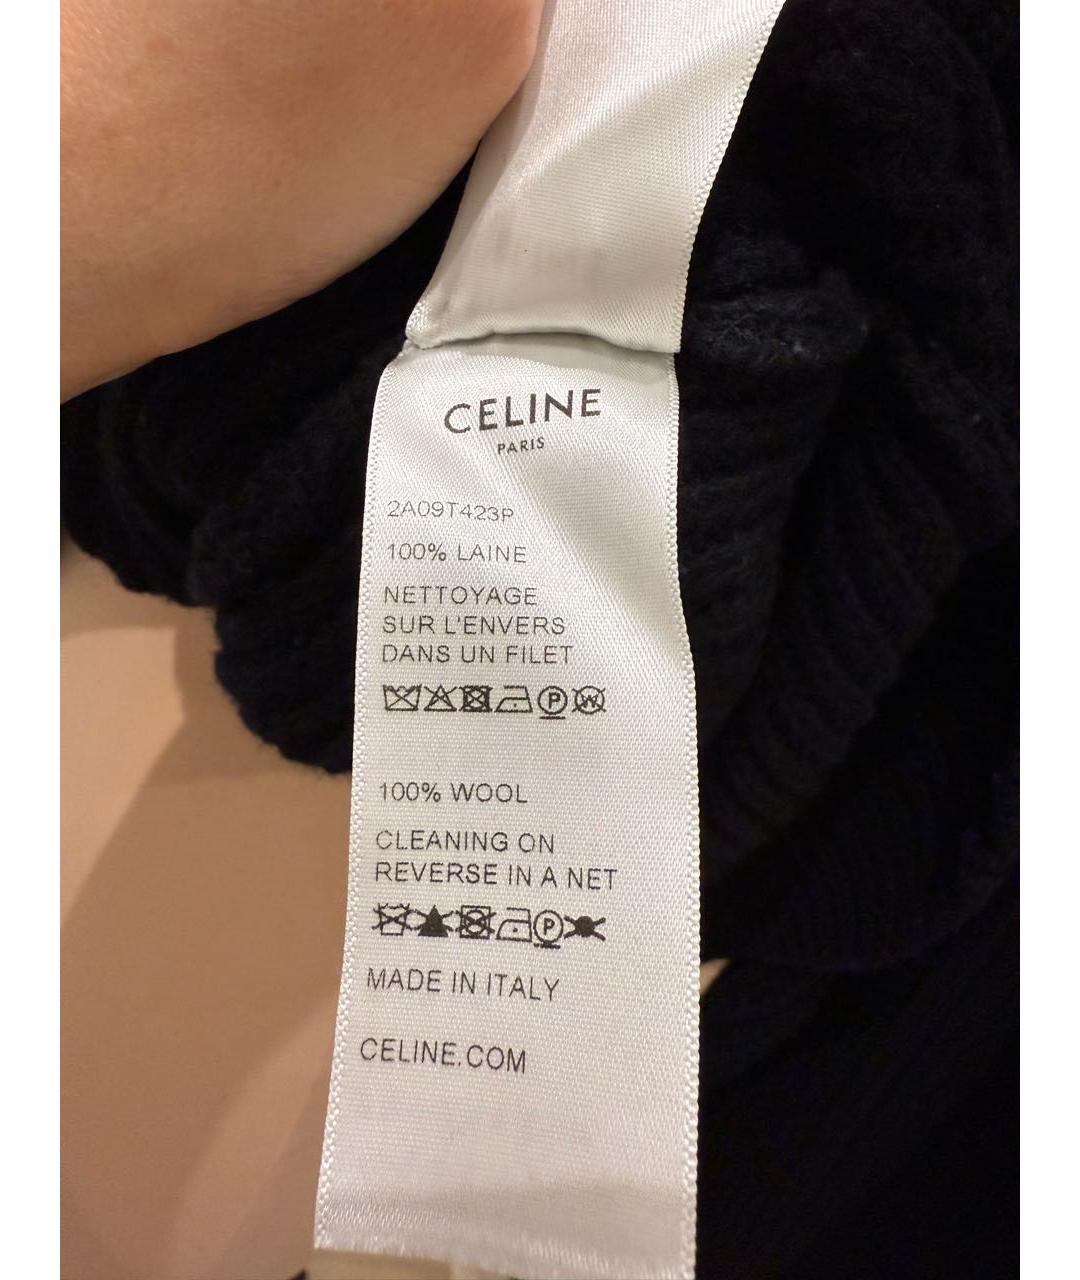 CELINE
PARIS
2A09T423P
100% LAINE
NETTOYAGE
SUR L'ENVERS
DANS UN FILET
100% WOOL
CLEANING ON
REVERSE IN A NET
MADE IN ITALY
CELINE.COM